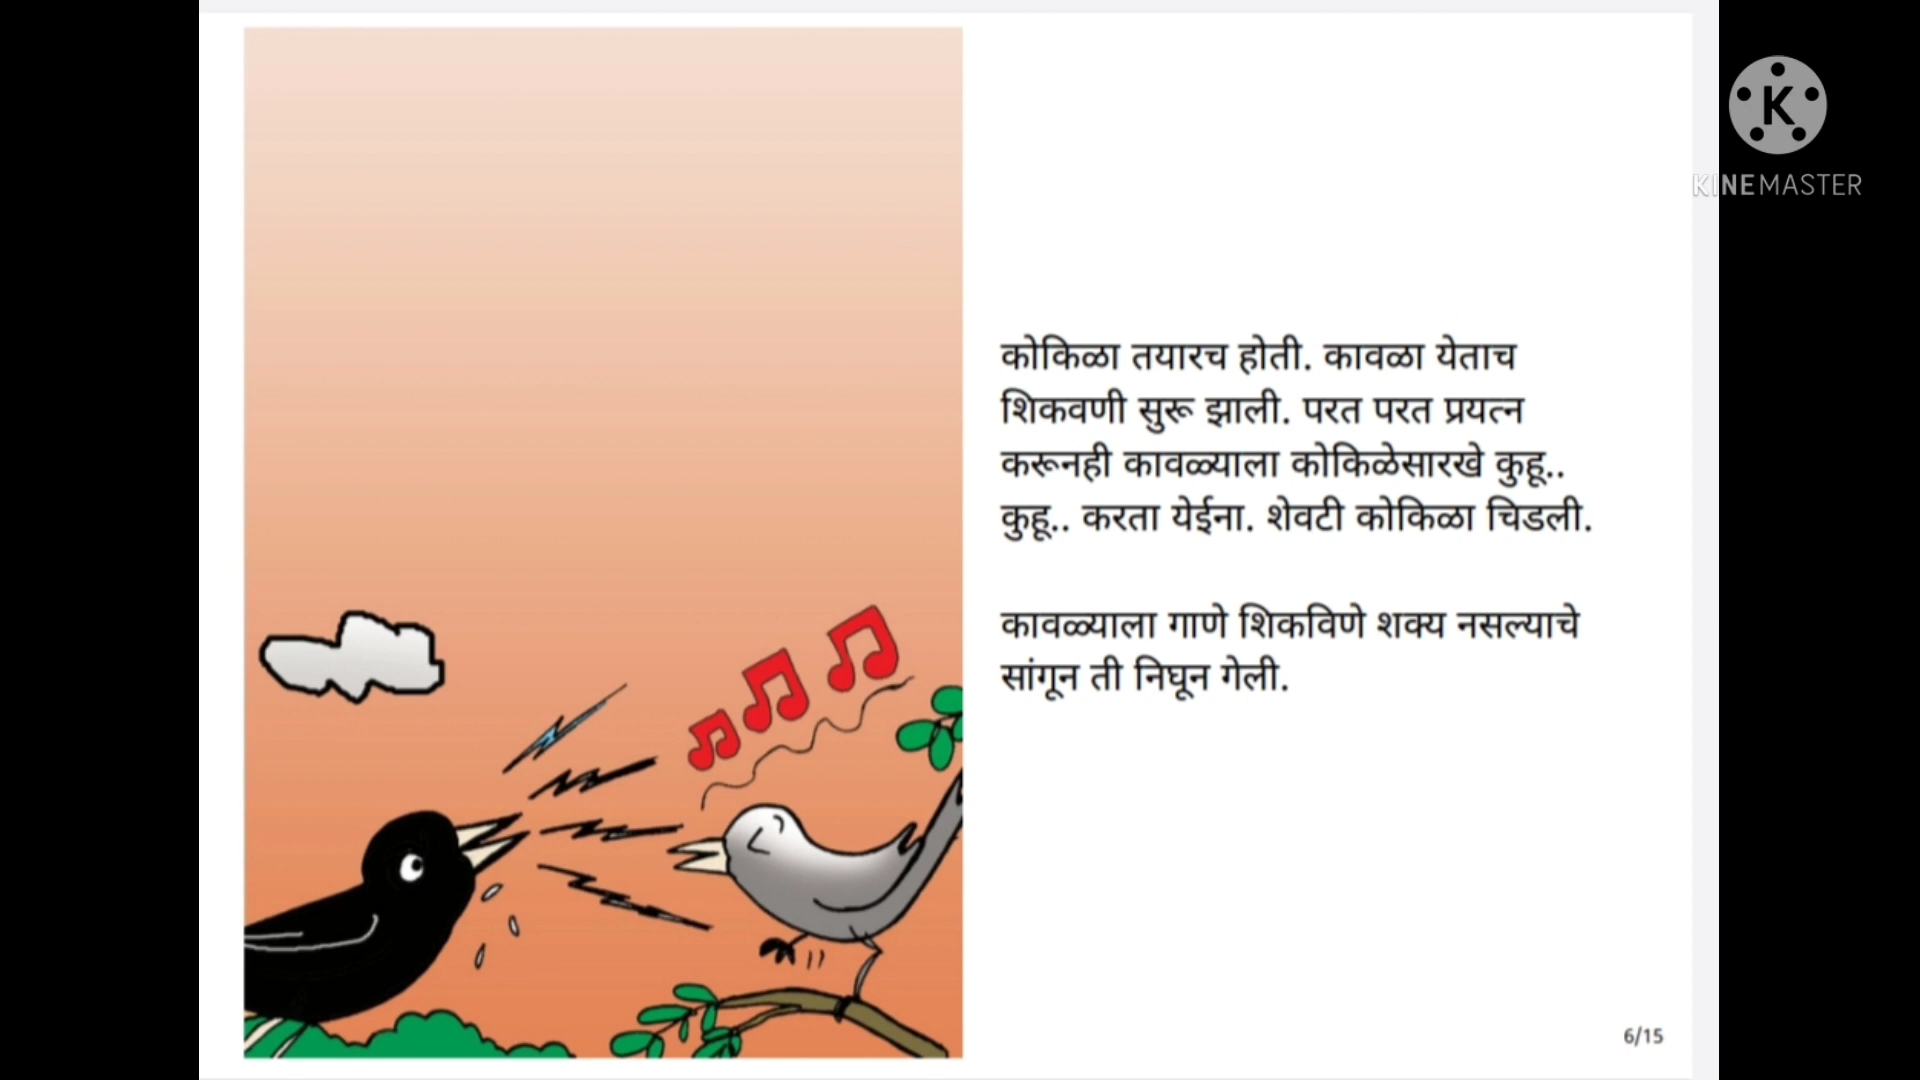 कोकिळा तयारच होती. कावळा येताच
शिकवणी सुरू झाली. परत परत प्रयत्न
करूनही कावळ्याला कोकिळेसारखे कुहू..
कुहू.. करता येईना. शेवटी कोकिळा चिडली.
कावळ्याला गाणे शिकविणे शक्य नसल्याचे
सांगून ती निघून गेली.
6/15
K
KINEMASTER